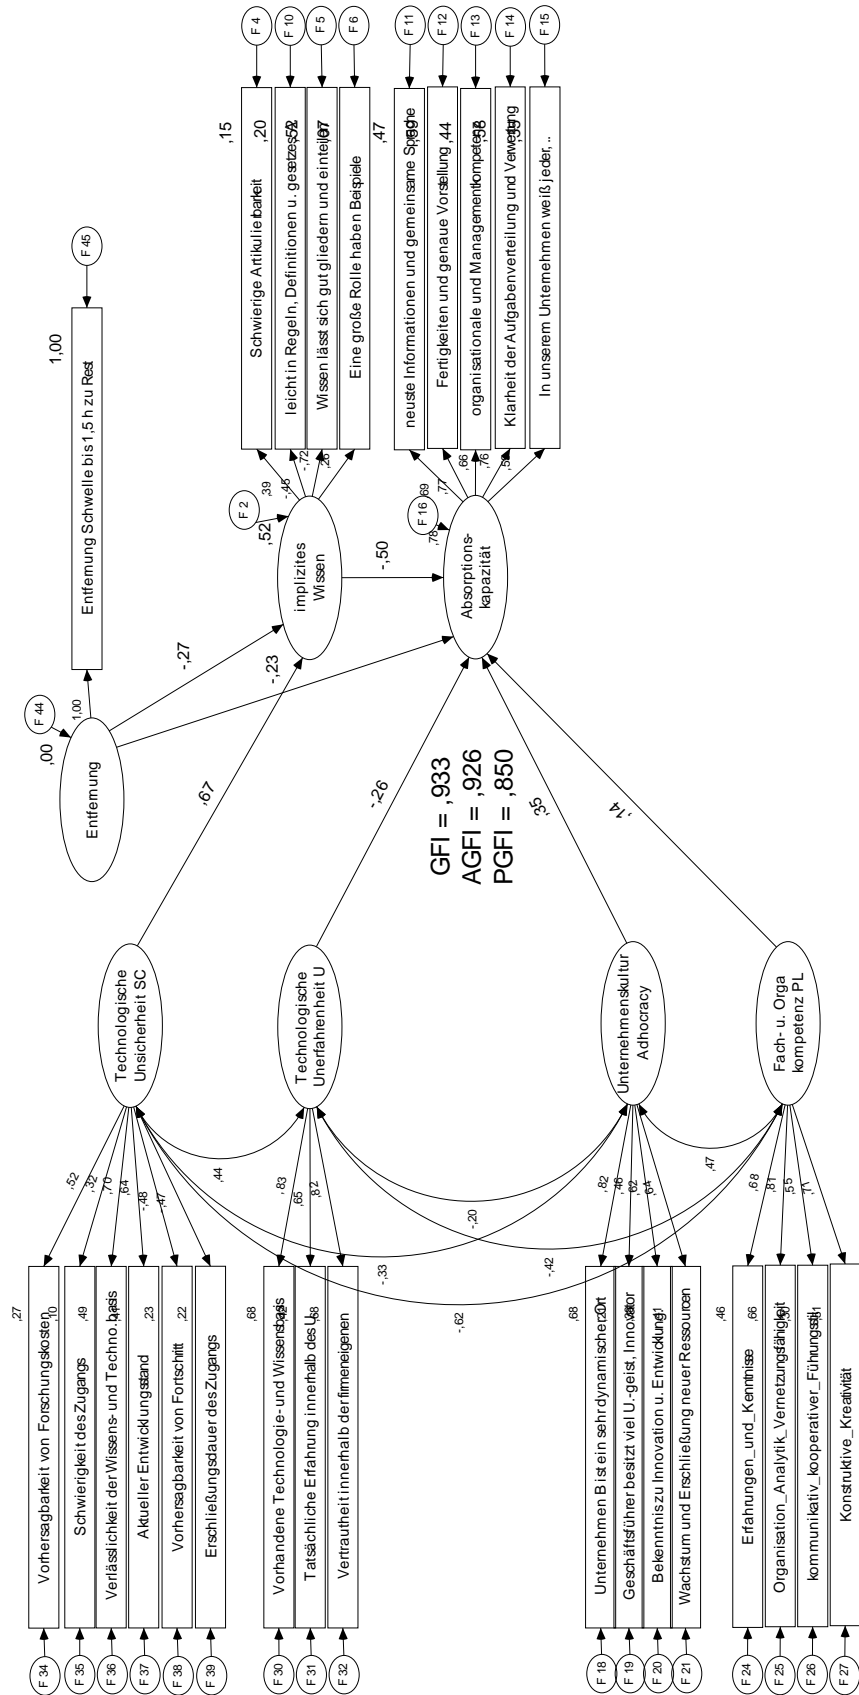 F 34
F 35
F 36
F 37
F 38
F 39
F 30
F 31
F 32
F 18
F 19
F 20
F 21
F 24
F 25
F 26
F 27
Vorhersagbarkeit von Forschungskosten
Schwierigkeit des Zugangs
Verlässlichkeit der Wissens- und Techno.basis
Aktueller Entwicklungsstand
Vorhersagbarkeit von Fortschritt
Erschließungsdauer des Zugangs
Vorhandene Technologie- und Wissensbasis
Tatsächliche Erfahrung innerhalb des U.
Vertrautheit innerhalb der firmeneigenen
Unternehmen B ist ein sehr dynamischer Ort
Geschäftsführer besitzt viel U.-geist, Innovator
Bekenntnis zu Innovation u. Entwicklung
Wachstum und Erschließung neuer Ressourcen
Erfahrungen_und_Kenntnise
Organisation_Analytik_Vernetzungsfähigkeit
kommunikativ_kooperativer_Führungsstil
Konstruktive_Kreativität
,27
,10
,49
,23
,22
,68
,68
,46
,66
,52
,32
,70
,64
-,48
,47
,83
,65
,82
,82
,46
,62
,64
,68
,81
,55
,71
,44
-,20
,47
-,33
-,42
-,62
Technologische
Unsicherheit SC
Technologische
Unerfahrenheit U
Unternehmenskultur
Adhocracy
Fach- u. Orga
kompetenz PL
,67
-,26
,35
,14
GFI = ,933
AGFI = ,926
PGFI = ,850
Entfernung
,00
F 44
1,00
-,27
-,23
Entfernung Schwelle bis 1,5 h zu Rest
1,00
F 45
implizites
Wissen
,52
F 2
-,50
Absorptions-
kapazität
,78
F 16
,39
-,45
-,72
,26
,69
,77
,66
,76
Schwierige Artikulierbarkeit
leicht in Regeln, Definitionen u. gesetzes A
Wissen lässt sich gut gliedern und einteilen
Eine große Rolle haben Beispiele
neuste Informationen und gemeinsame Sprache
Fertigkeiten und genaue Vorstellung
organisationale und Managementkompetenz
Klarheit der Aufgabenverteilung und Verwertung
In unserem Unternehmen weiß jeder, ..
,15
,20
,52
,07
,47
,44
F 4
F 10
F 5
F 6
F 11
F 12
F 13
F 14
F 15